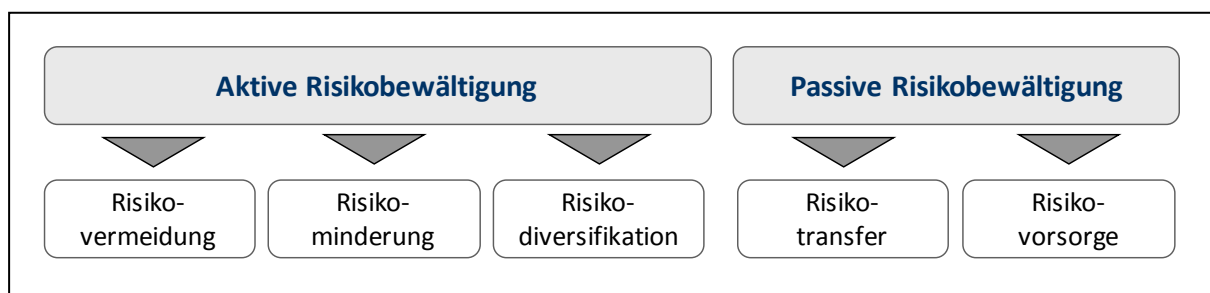 Aktive Risikobewältigung
Passive Risikobewältigung
Risiko-
vermeidung
Risiko-
minderung
Risiko-
diversifikation
Risiko-
transfer
Risiko-
vorsorge